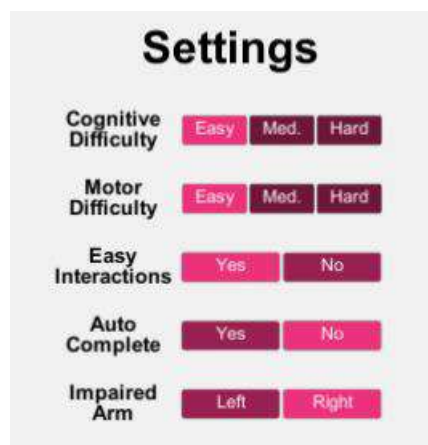 Settings
Cognitive
Difficulty
Easy Med. Hard
Motor
Difficulty
Easy Med. Hard
Easy
Interactions
Yes No
Auto
Complete
Yes No
Impaired
Arm
Left Right